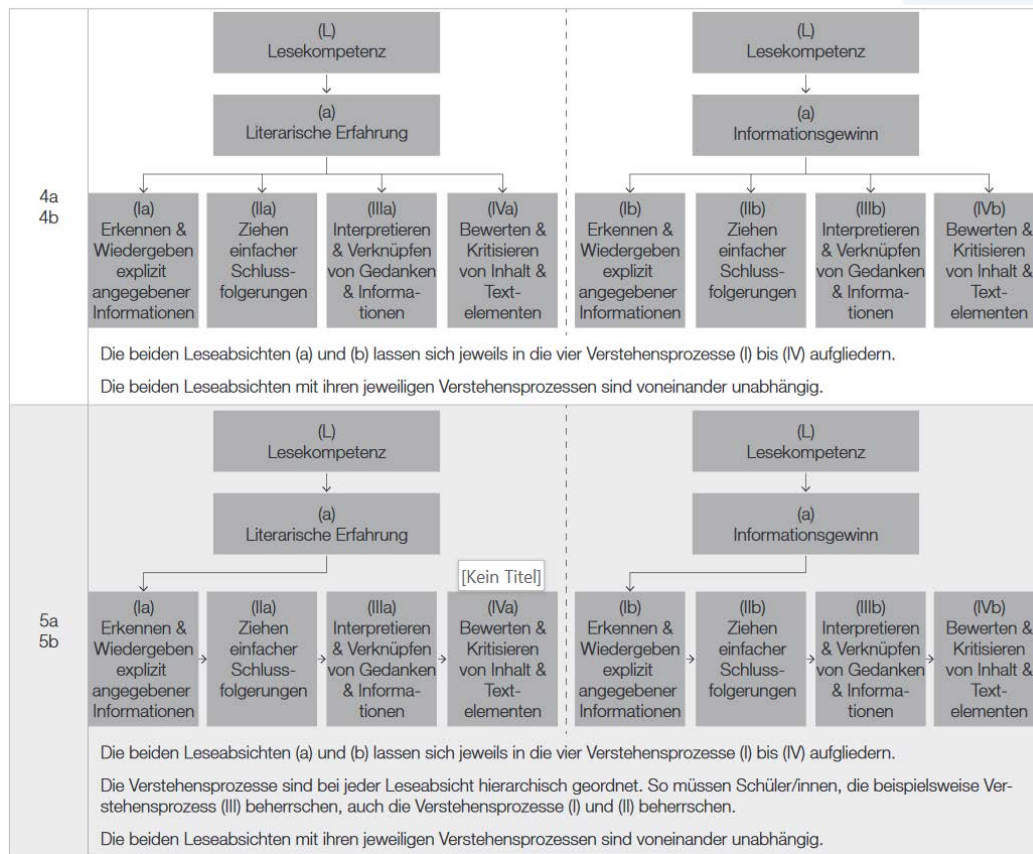 (L)
Lesekompetenz
(L)
Lesekompetenz
(a)
Literarische Erfahrung
(a)
Informationsgewinn
4a
4b
(Ia)
Erkennen &
Wiedergeben
explizit
angegebener
Informationen
(IIa)
Ziehen
einfacher
Schluss-
folgerungen
(IIIa)
Interpretieren
& Verknüpfen
von Gedanken
& Informa-
tionen
(IVa)
Bewerten &
Kritisieren
von Inhalt &
Text-
elementen
(Ib)
Erkennen &
Wiedergeben
explizit
angegebener
Informationen
(IIb)
Ziehen
einfacher
Schluss-
folgerungen
(IIIb)
Interpretieren
& Verknüpfen
von Gedanken
& Informa-
tionen
(IVb)
Bewerten &
Kritisieren
von Inhalt &
Text-
elementen
Die beiden Leseabsichten (a) und (b) lassen sich jeweils in die vier Verstehensprozesse (I) bis (IV) aufgliedern.
Die beiden Leseabsichten mit ihren jeweiligen Verstehensprozessen sind voneinander unabhängig.
(L)
Lesekompetenz
(L)
Lesekompetenz
(a)
Literarische Erfahrung
(a)
Informationsgewinn
[Kein Titel]
5a
5b
(Ia)
Erkennen &
Wiedergeben
explizit
angegebener
Informationen
(IIa)
Ziehen
einfacher
Schluss-
folgerungen
(IIIa)
Interpretieren
& Verknüpfen
von Gedanken
& Informa-
tionen
(IVa)
Bewerten &
Kritisieren
von Inhalt &
Text-
elementen
(Ib)
Erkennen &
Wiedergeben
explizit
angegebener
Informationen
(IIb)
Ziehen
einfacher
Schluss-
folgerungen
(IIIb)
Interpretieren
& Verknüpfen
von Gedanken
& Informa-
tionen
(IVb)
Bewerten &
Kritisieren
von Inhalt &
Text-
elementen
Die beiden Leseabsichten (a) und (b) lassen sich jeweils in die vier Verstehensprozesse (I) bis (IV) aufgliedern.
Die Verstehensprozesse sind bei jeder Leseabsicht hierarchisch geordnet. So müssen Schüler/innen, die beispielsweise Ver-
stehensprozess (III) beherrschen, auch die Verstehensprozesse (I) und (II) beherrschen.
Die beiden Leseabsichten mit ihren jeweiligen Verstehensprozessen sind voneinander unabhängig.